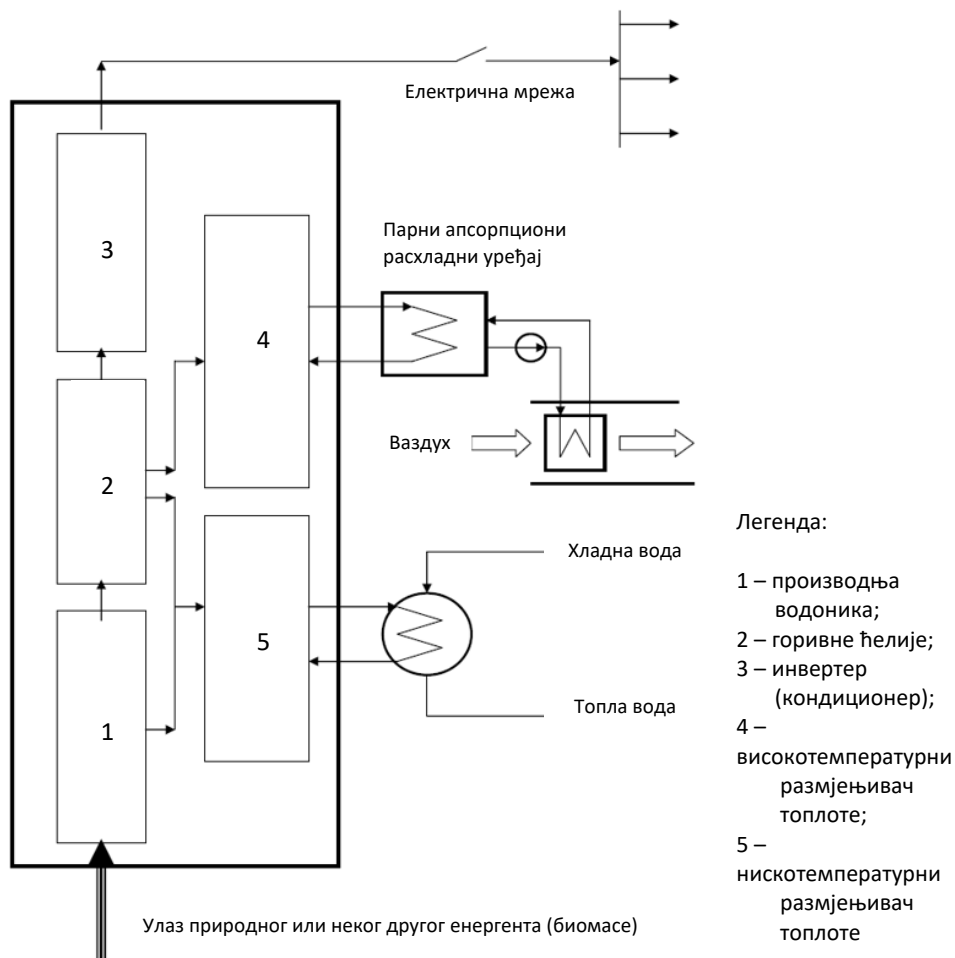 Електрична мрежа
3
Парни апсорпциони
расхладни уређај
4
Ваздух
2
Легенда:
Хладна вода
1 – производња
водоника;
2 – горивне ћелије;
3 – инвертер
(кондиционер);
4 –
високотемпературни
размјењивач
топлоте;
5 –
нискотемпературни
размјењивач
топлоте
5
Топла вода
1
Улаз природног или неког другог енергента (биомасе)